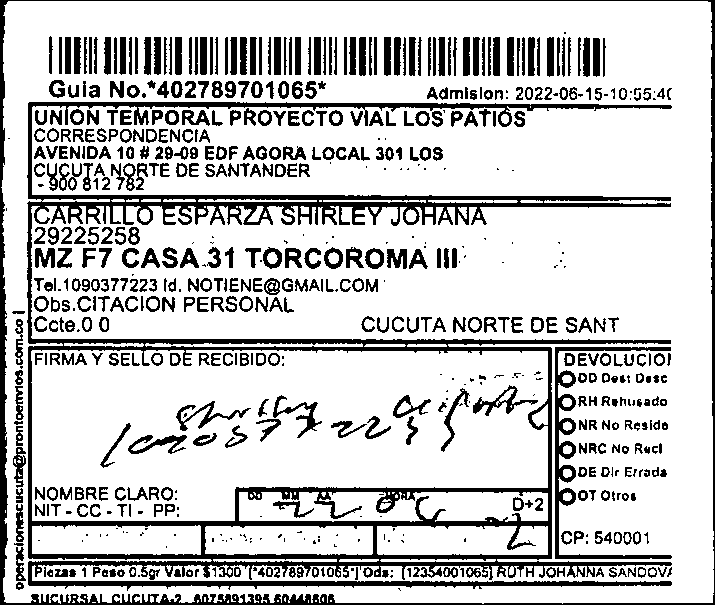 Guia No.*402789701065*
Admision: 2022-06-15-10:55:40
UNION TEMPORAL PROYECTO VIAL LOS PATIOS
CORRESPONDENCIA
AVENIDA 10 # 29-09 EDF AGORA LOCAL 301 LOS
CUCUTA NORTE DE SANTANDER
- 900 812 782
CARRILLO ESPARZA SHIRLEY JOHANA
29225258
MZ F7 CASA 31 TORCOROMA III
Tel.1090377223 Id. NOTIENE@GMAIL.COM
Obs.CITACION PERSONAL
Ccte.0 0 CUCUTA NORTE DE SANT
operacionescucuta@prontoenvios.com.co
FIRMA Y SELLO DE RECIBIDO:
Shirley
NOMBRE CLARO:
NIT - CC - TI - PP:
DD MM AA HORA
D+2
DEVOLUCION
DD Dest Desc
RH Rehusado
NR No Reside
NRC No Recl
DE Dir Errada
OT Otros
CP: 540001
Piezas 1 Peso 0.5gr Valor $1300 [*402789701065*] Ods: [12354001065] RUTH JOHANNA SANDOVA
SUCURSAL CUCUTA-2 6075891395 60448606